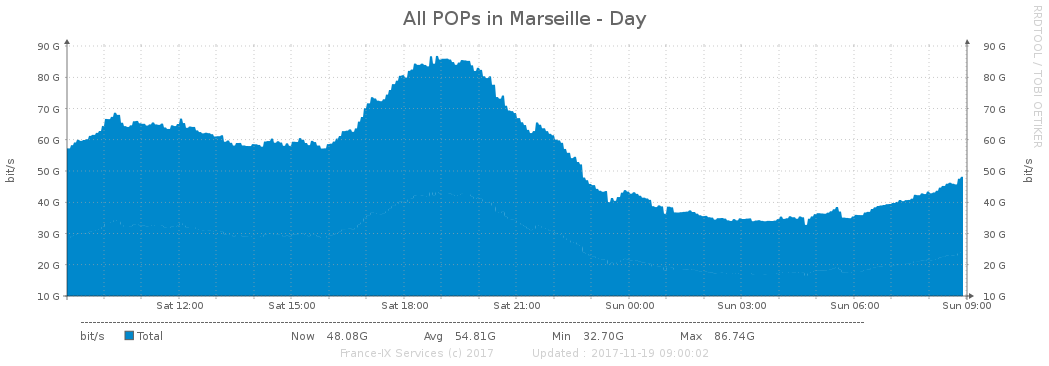 All POPs in Marseille - Day
RRDTOOL / TOBI OETIKER
bit/s
90 G 90 G
80 G 80 G
70 G 70 G
60 G 60 G
50 G 50 G
40 G 40 G
30 G 30 G
20 G 20 G
10 G 10 G
bit/s
Sat 12:00 Sat 15:00 Sat 18:00 Sat 21:00 Sun 00:00 Sun 03:00 Sun 06:00 Sun 09:00
bit/s Total Now 48.08G Avg 54.81G Min 32.70G Max 86.74G
France-IX Services (c) 2017 Updated : 2017-11-19 09:00:02